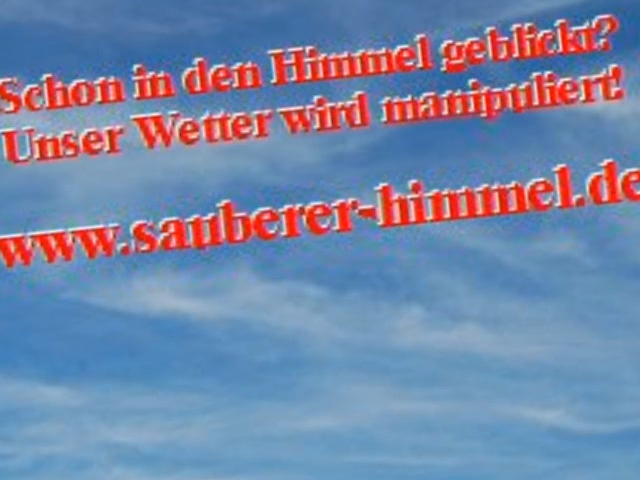 Schon in den Himmel geblickt?
Unser Wetter wird manipuliert!
www.sauberer-himmel.de